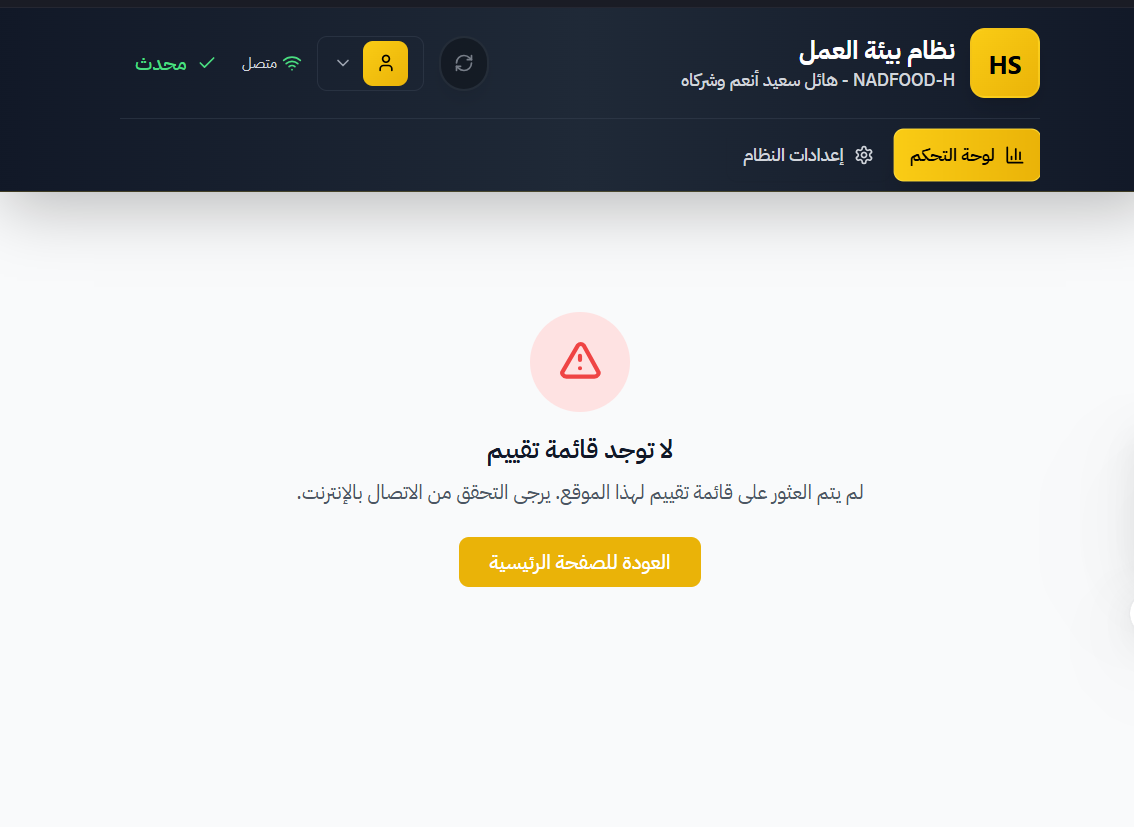 HS
نظام بيئة العمل
NADFOOD-H - هائل سعيد أنعم وشركاه
متصل
محدث
لوحة التحكم
إعدادات النظام
لا توجد قائمة تقييم
لم يتم العثور على قائمة تقييم لهذا الموقع. يرجى التحقق من الاتصال بالإنترنت.
العودة للصفحة الرئيسية